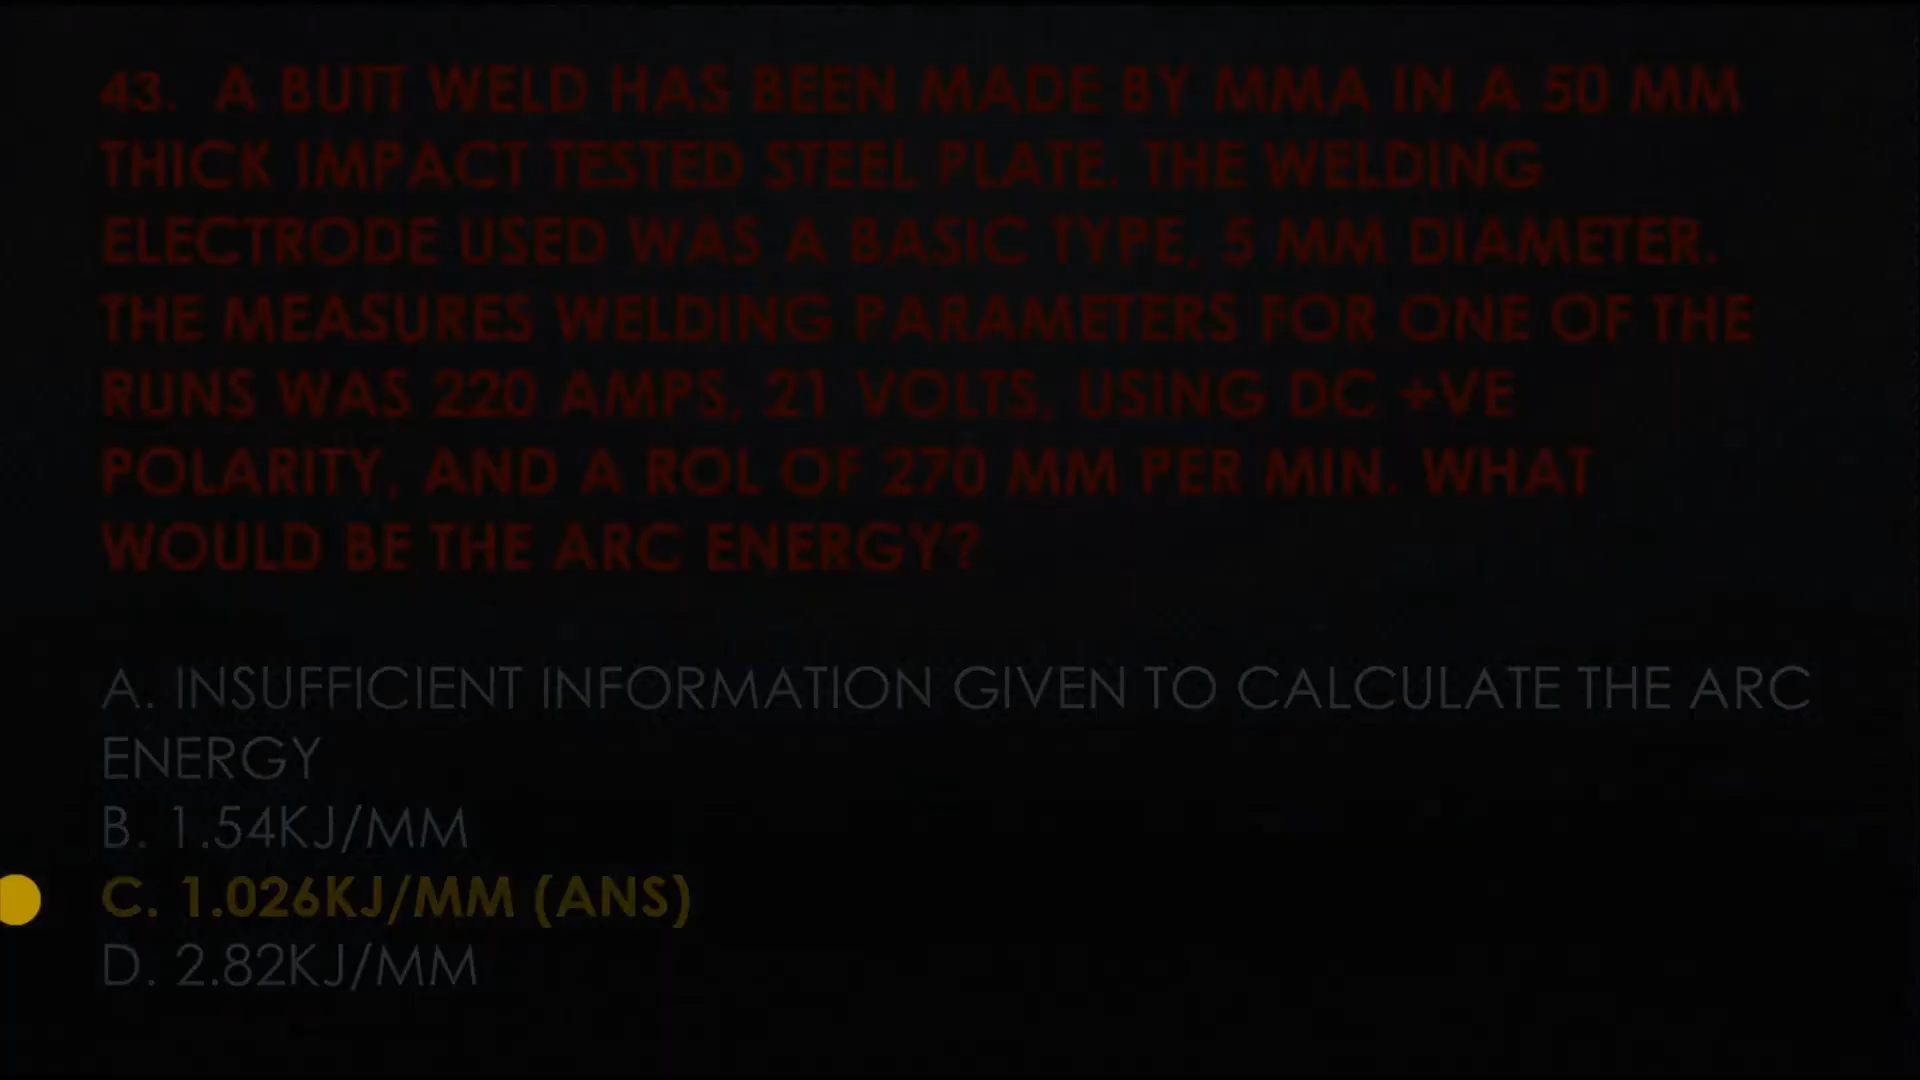 43. A BUTT WELD HAS BEEN MADE BY MMA IN A 50 MM
THICK IMPACT TESTED STEEL PLATE. THE WELDING
ELECTRODE USED WAS A BASIC TYPE, 5 MM DIAMETER.
THE MEASURES WELDING PARAMETERS FOR ONE OF THE
RUNS WAS 220 AMPS, 21 VOLTS, USING DC +VE
POLARITY, AND A ROL OF 270 MM PER MIN. WHAT
WOULD BE THE ARC ENERGY?
A. INSUFFICIENT INFORMATION GIVEN TO CALCULATE THE ARC
ENERGY
B. 1.54KJ/MM
C. 1.026KJ/MM (ANS)
D. 2.82KJ/MM